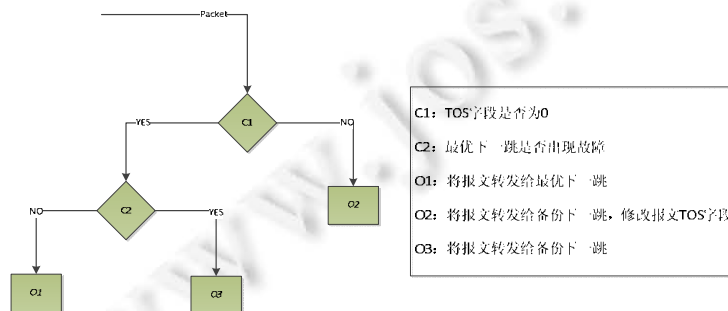 Packet
C1
YES
NO
C2
NO
YES
O2
O1
O3
C1：TOS字段是否为0
C2：最优下一跳是否出现故障
O1：将报文转发给最优下一跳
O2：将报文转发给备份下一跳，修改报文TOS字段
O3：将报文转发给备份下一跳
www.jos.